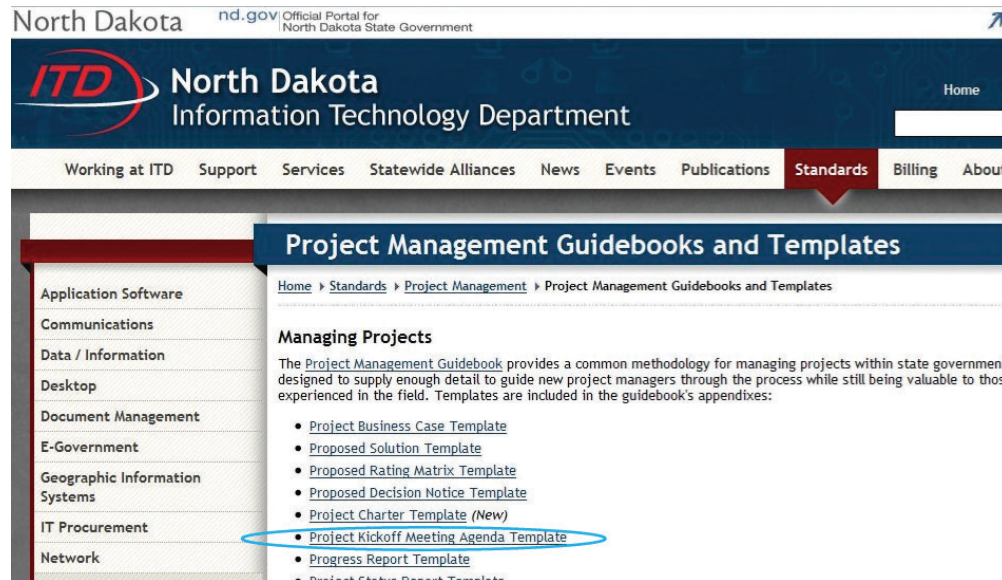 North Dakota
nd.gov Official Portal for
North Dakota State Government
ITD
North Dakota
Information Technology Department
Home
Working at ITD Support Services Statewide Alliances News Events Publications Standards Billing About
Project Management Guidebooks and Templates
Home Standards Project Management Project Management Guidebooks and Templates
Application Software
Communications
Data / Information
Desktop
Document Management
E-Government
Geographic Information
Systems
IT Procurement
Network
Managing Projects
The Project Management Guidebook provides a common methodology for managing projects within state governmen
designed to supply enough detail to guide new project managers through the process while still being valuable to thos
experienced in the field. Templates are included in the guidebook's appendixes:
• Project Business Case Template
• Proposed Solution Template
• Proposed Rating Matrix Template
• Proposed Decision Notice Template
• Project Charter Template (New)
• Project Kickoff Meeting Agenda Template
• Progress Report Template
• Project Status Report Template